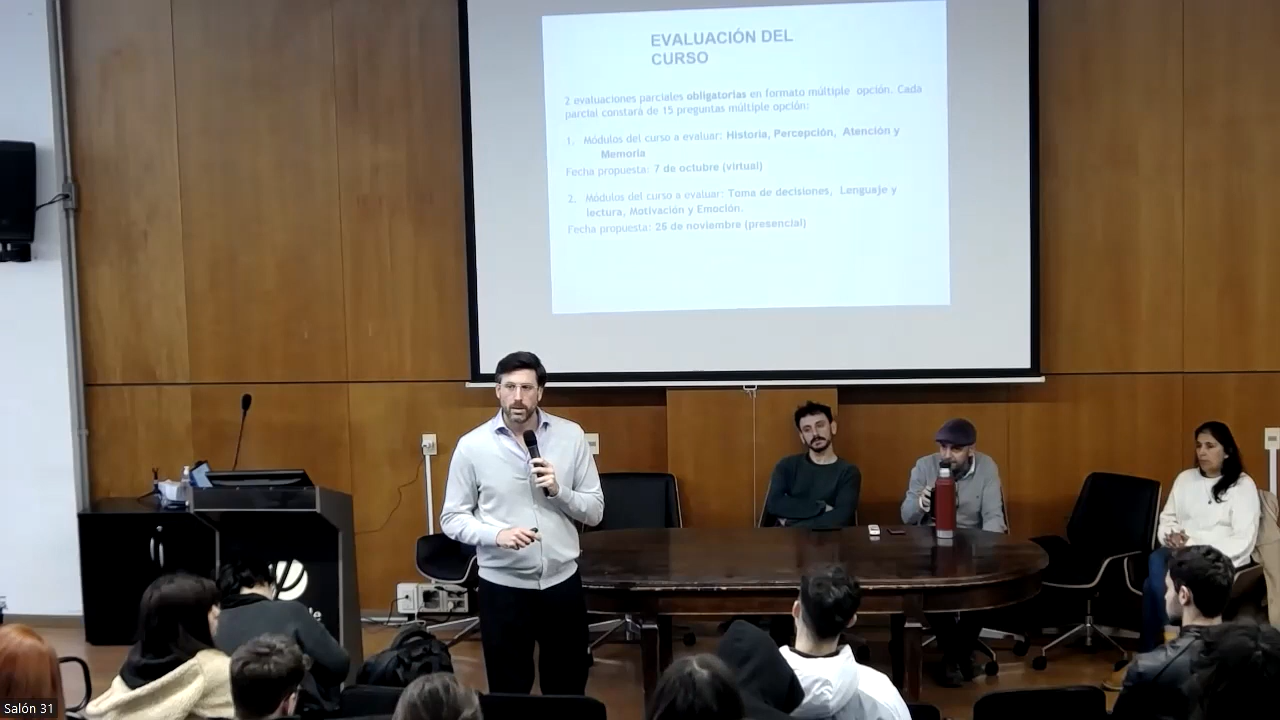 EVALUACIÓN DEL
CURSO
2 evaluaciones parciales obligatorias en formato múltiple opción. Cada
parcial constará de 15 preguntas múltiple opción:
1. Módulos del curso a evaluar: Historia, Percepción, Atención y
Memoria
Fecha propuesta: 7 de octubre (virtual)
2. Módulos del curso a evaluar: Toma de decisiones, Lenguaje y
lectura, Motivación y Emoción.
Fecha propuesta: 26 de noviembre (presencial)
Salón 31